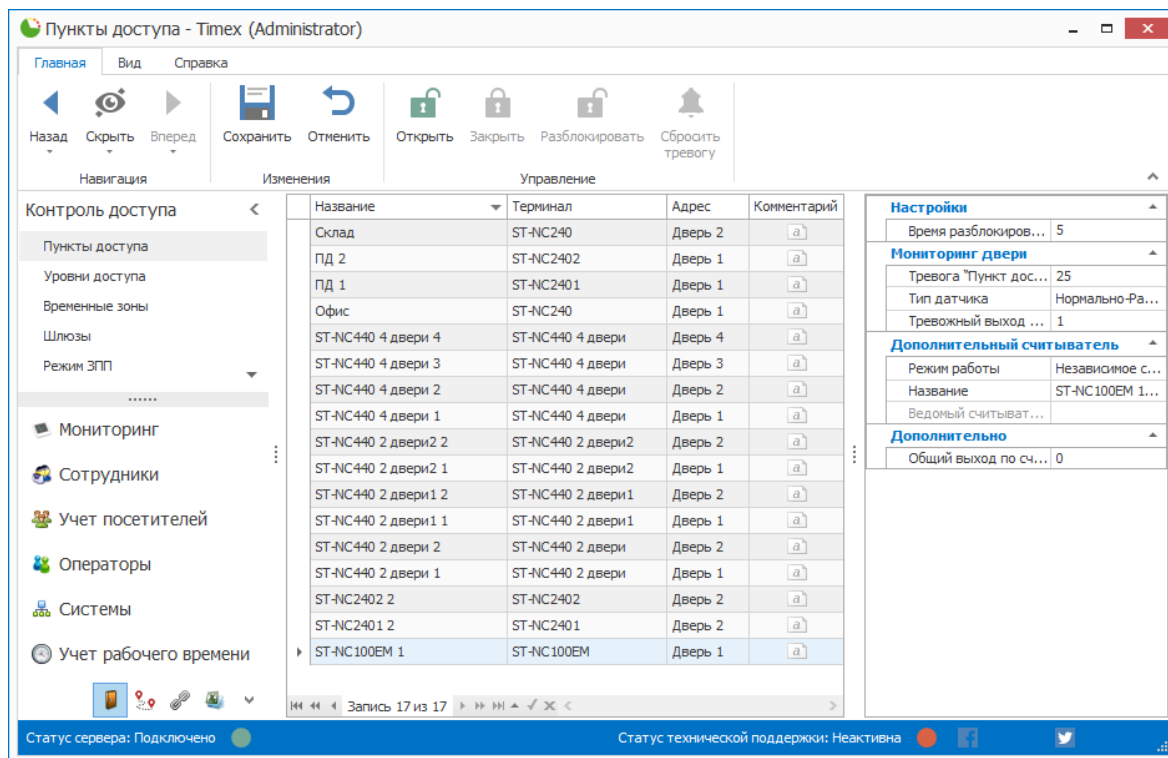 Пункты доступа - Timex (Administrator)
Главная Вид Справка
Назад Скрыть Вперед Сохранить Отменить Открыть Закрыть Разблокировать Сбросить тревогу
Навигация Изменения Управление
Контроль доступа
Пункты доступа
Уровни доступа
Временные зоны
Шлюзы
Режим ЗПП
Мониторинг
Сотрудники
Учет посетителей
Операторы
Системы
Учет рабочего времени
Название Терминал Адрес Комментарий
Склад ST-NC240 Дверь 2
ПД 2 ST-NC2402 Дверь 1
ПД 1 ST-NC2401 Дверь 1
Офис ST-NC240 Дверь 1
ST-NC440 4 двери 4 ST-NC440 4 двери Дверь 4
ST-NC440 4 двери 3 ST-NC440 4 двери Дверь 3
ST-NC440 4 двери 2 ST-NC440 4 двери Дверь 2
ST-NC440 4 двери 1 ST-NC440 4 двери Дверь 1
ST-NC440 2 двери2 2 ST-NC440 2 двери2 Дверь 2
ST-NC440 2 двери2 1 ST-NC440 2 двери2 Дверь 1
ST-NC440 2 двери1 2 ST-NC440 2 двери1 Дверь 2
ST-NC440 2 двери1 1 ST-NC440 2 двери1 Дверь 1
ST-NC440 2 двери 2 ST-NC440 2 двери Дверь 2
ST-NC440 2 двери 1 ST-NC440 2 двери Дверь 1
ST-NC2402 2 ST-NC2402 Дверь 2
ST-NC2401 2 ST-NC2401 Дверь 2
ST-NC100EM 1 ST-NC100EM Дверь 1
Запись 17 из 17
Настройки
Время разблокиров... 5
Мониторинг двери
Тревога "Пункт дос... 25
Тип датчика Нормально-Ра...
Тревожный выход ... 1
Дополнительный считыватель
Режим работы Независимое с...
Название ST-NC100EM 1...
Ведомый считыват...
Дополнительно
Общий выход по сч... 0
Статус сервера: Подключено Статус технической поддержки: Неактивна